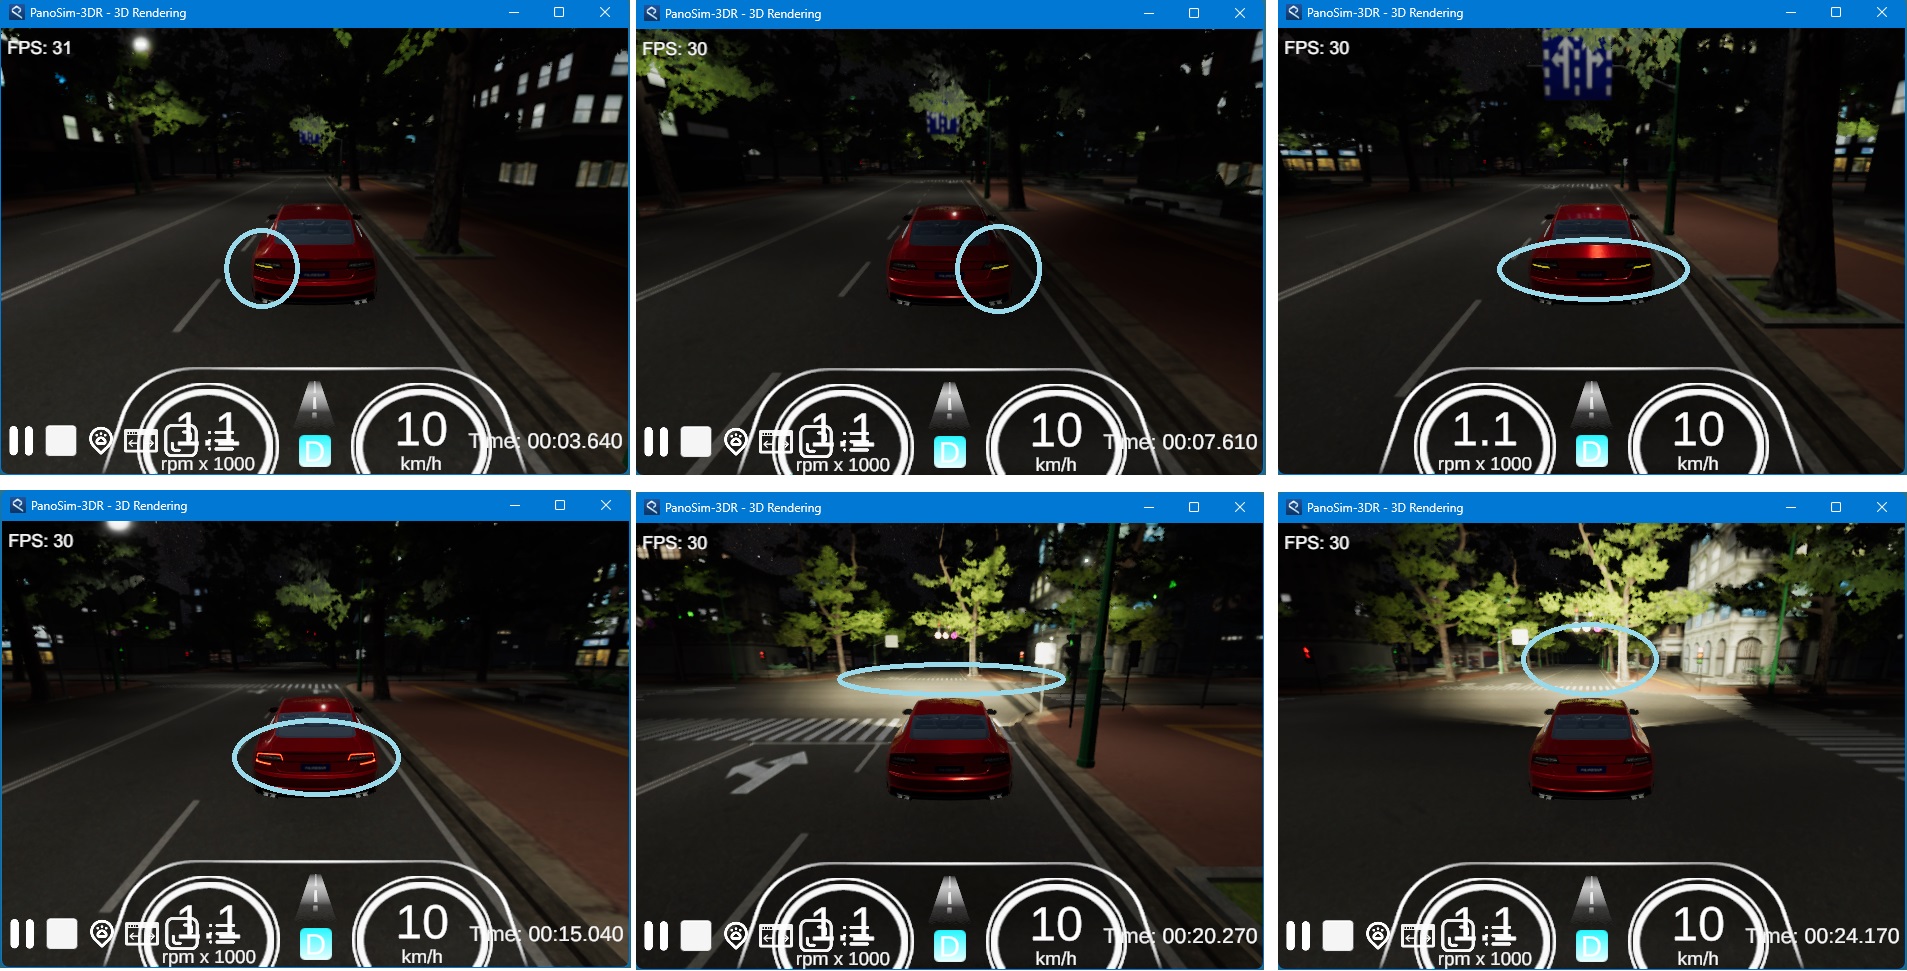 PanoSim-3DR - 3D Rendering
FPS: 31
1.1
rpm x 1000
D
10
km/h
Time: 00:03.640
PanoSim-3DR - 3D Rendering
FPS: 30
1.1
rpm x 1000
D
10
km/h
Time: 00:07.610
PanoSim-3DR - 3D Rendering
FPS: 30
1.1
rpm x 1000
D
10
km/h
PanoSim-3DR - 3D Rendering
FPS: 30
1.1
rpm x 1000
D
10
km/h
Time: 00:15.040
PanoSim-3DR - 3D Rendering
FPS: 30
1.1
rpm x 1000
D
10
km/h
Time: 00:20.270
PanoSim-3DR - 3D Rendering
FPS: 30
1.1
rpm x 1000
D
10
km/h
Time: 00:24.170